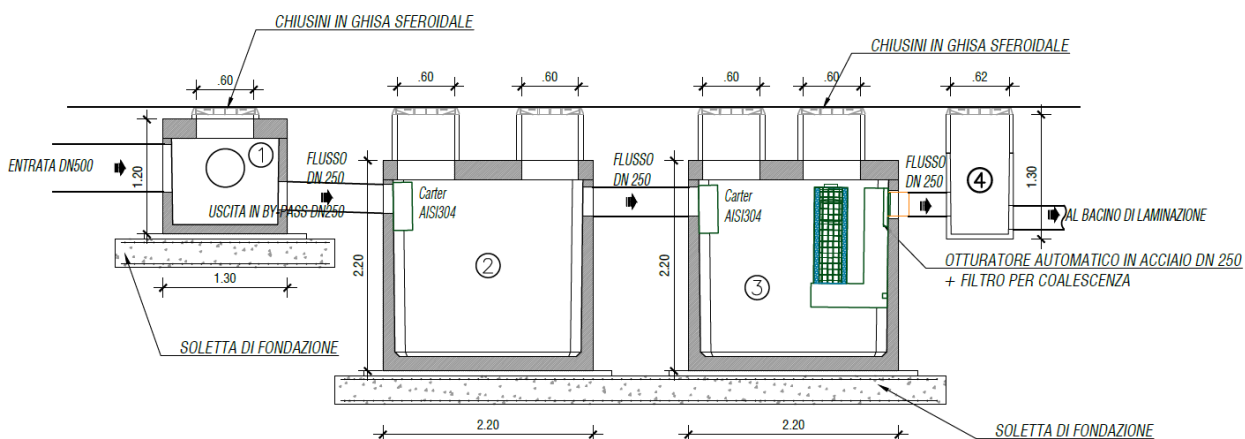 CHIUSINI IN GHISA SFEROIDALE
CHIUSINI IN GHISA SFEROIDALE
.60
.60
.60
.60
.60
.62
ENTRATA DN500
1.20
1
FLUSSO
DN 250
USCITA IN BY-PASS DN250
Carter
AISI304
FLUSSO
DN 250
Carter
AISI304
FLUSSO
DN 250
4
1.30
AL BACINO DI LAMINAZIONE
2.20
2
2.20
3
OTTURATORE AUTOMATICO IN ACCIAIO DN 250
+ FILTRO PER COALESCENZA
1.30
SOLETTA DI FONDAZIONE
2.20
2.20
SOLETTA DI FONDAZIONE